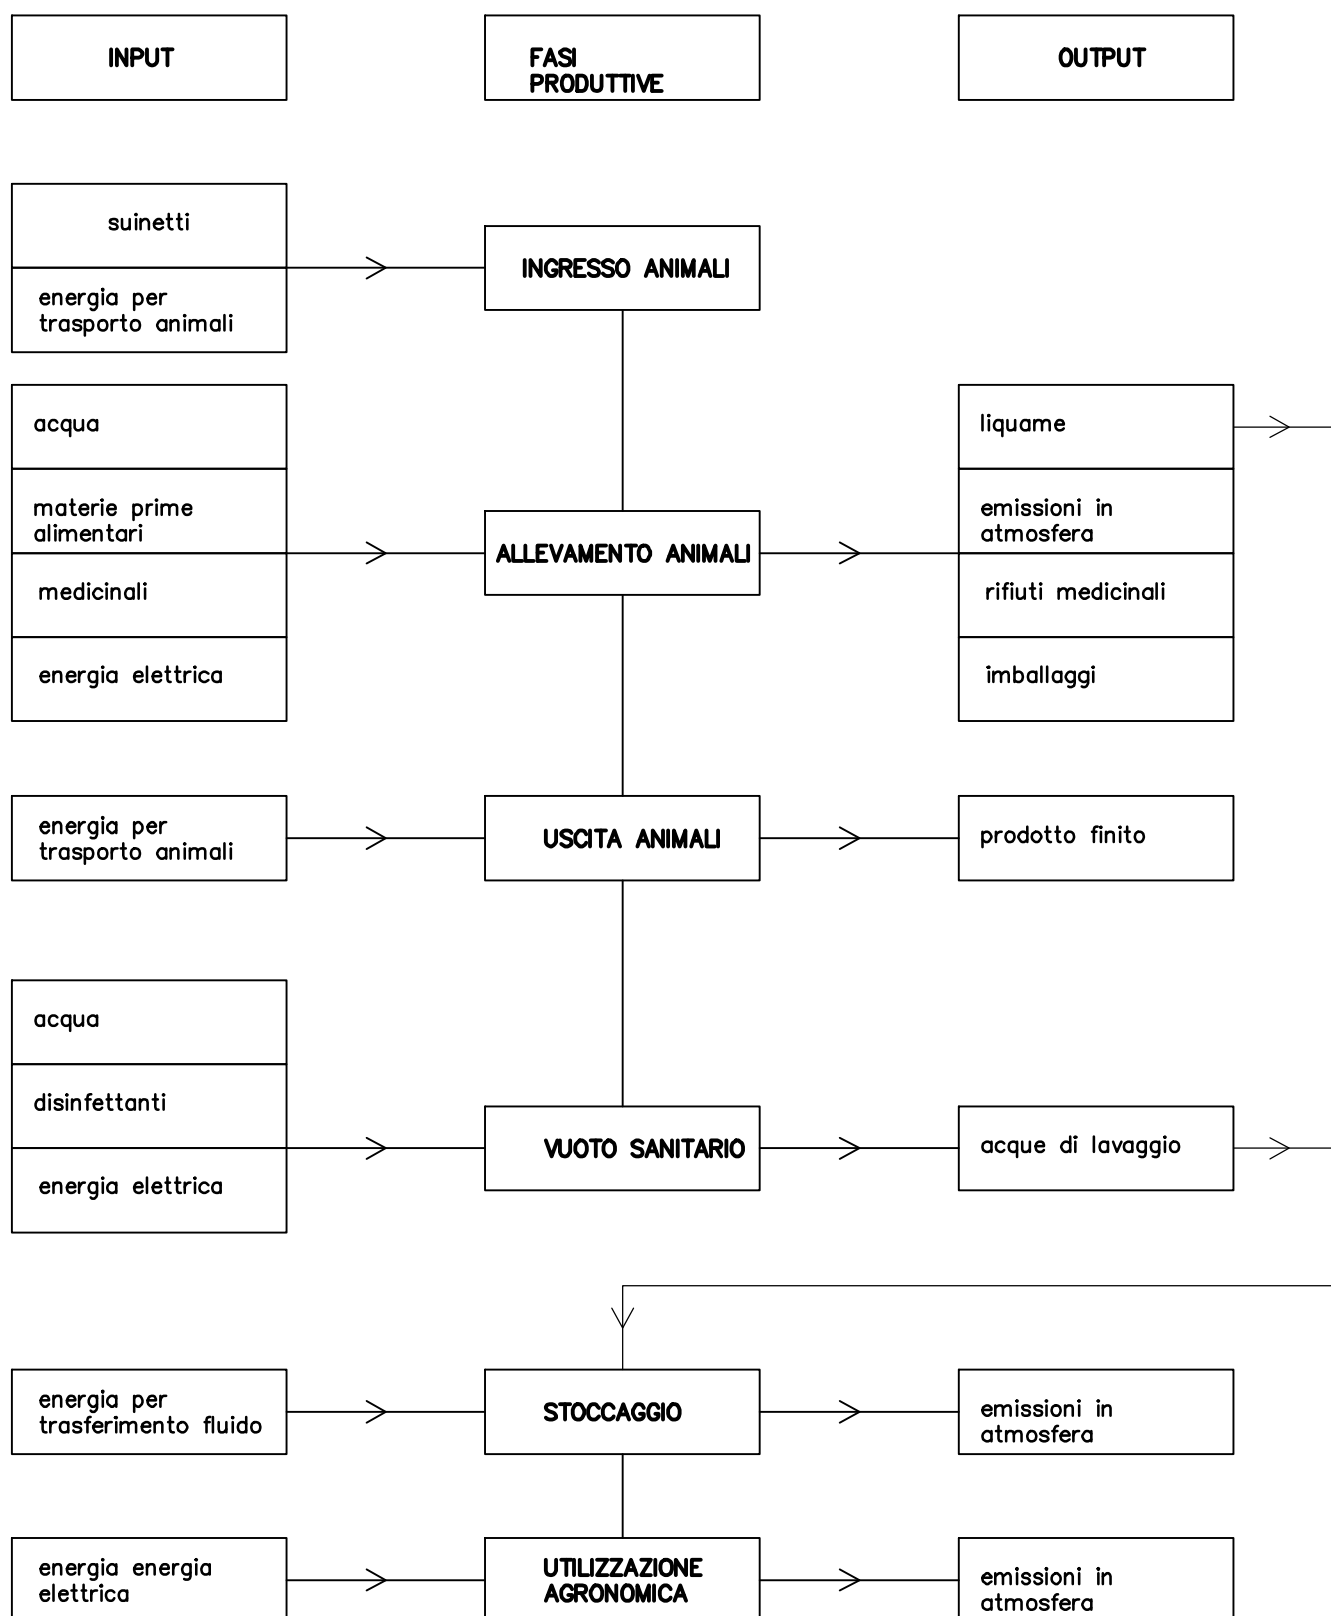 INPUT
FASI
PRODUTTIVE
OUTPUT
suinetti
energia per
trasporto animali
INGRESSO ANIMALI
acqua
materie prime
alimentari
medicinali
energia elettrica
ALLEVAMENTO ANIMALI
liquame
emissioni in
atmosfera
rifiuti medicinali
imballaggi
energia per
trasporto animali
USCITA ANIMALI
prodotto finito
acqua
disinfettanti
energia elettrica
VUOTO SANITARIO
acque di lavaggio
energia per
trasferimento fluido
STOCCAGGIO
emissioni in
atmosfera
energia energia
elettrica
UTILIZZAZIONE
AGRONOMICA
emissioni in
atmosfera